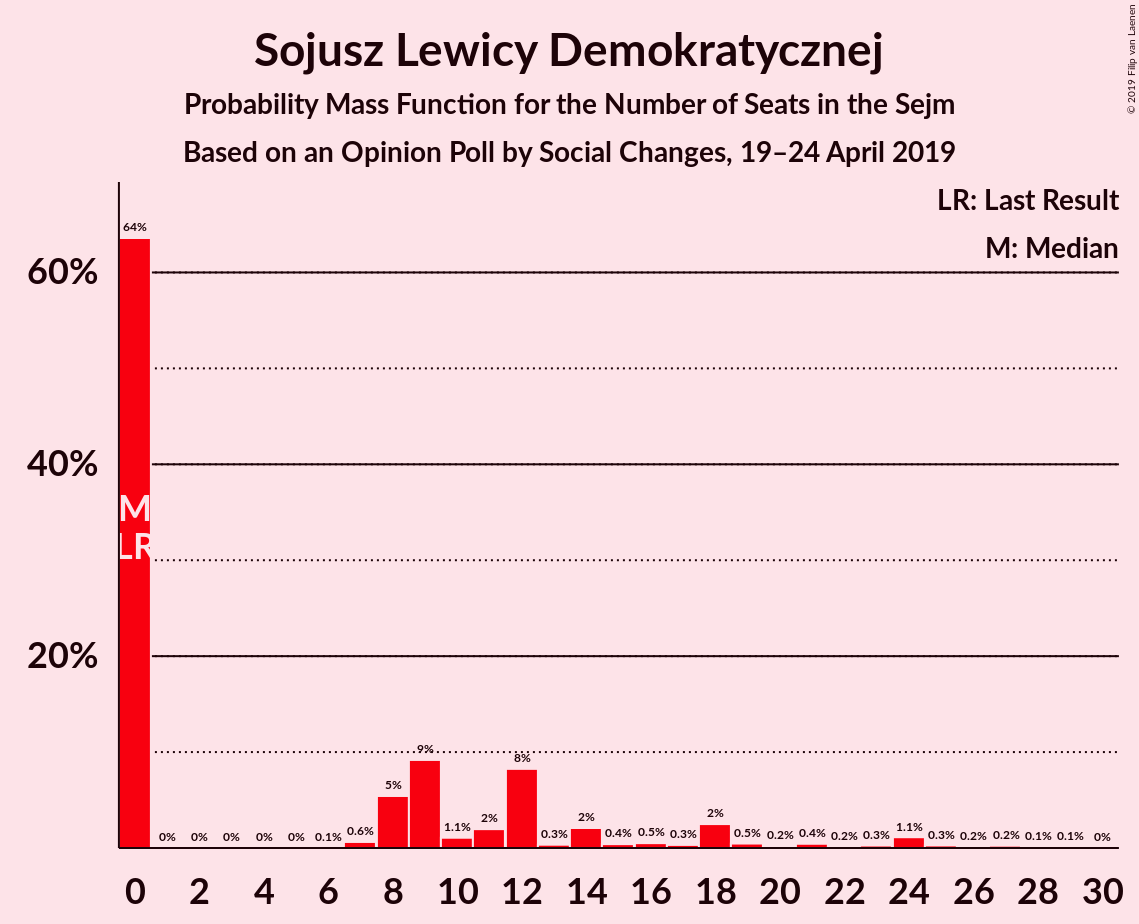 Sojusz Lewicy Demokratycznej
Probability Mass Function for the Number of Seats in the Sejm
Based on an Opinion Poll by Social Changes, 19–24 April 2019
© 2019 Filip van Laenen
LR: Last Result
M: Median
64%
60%
40%
M
LR
20%
9%
8%
5%
2%
2%
2%
1.1%
1.1%
0% 0% 0% 0% 0% 0.1% 0.6% 0.3% 0.4% 0.5% 0.3% 0.5% 0.2% 0.4% 0.2% 0.3% 0.3% 0.2% 0.2% 0.1% 0.1% 0%
0 2 4 6 8 10 12 14 16 18 20 22 24 26 28 30